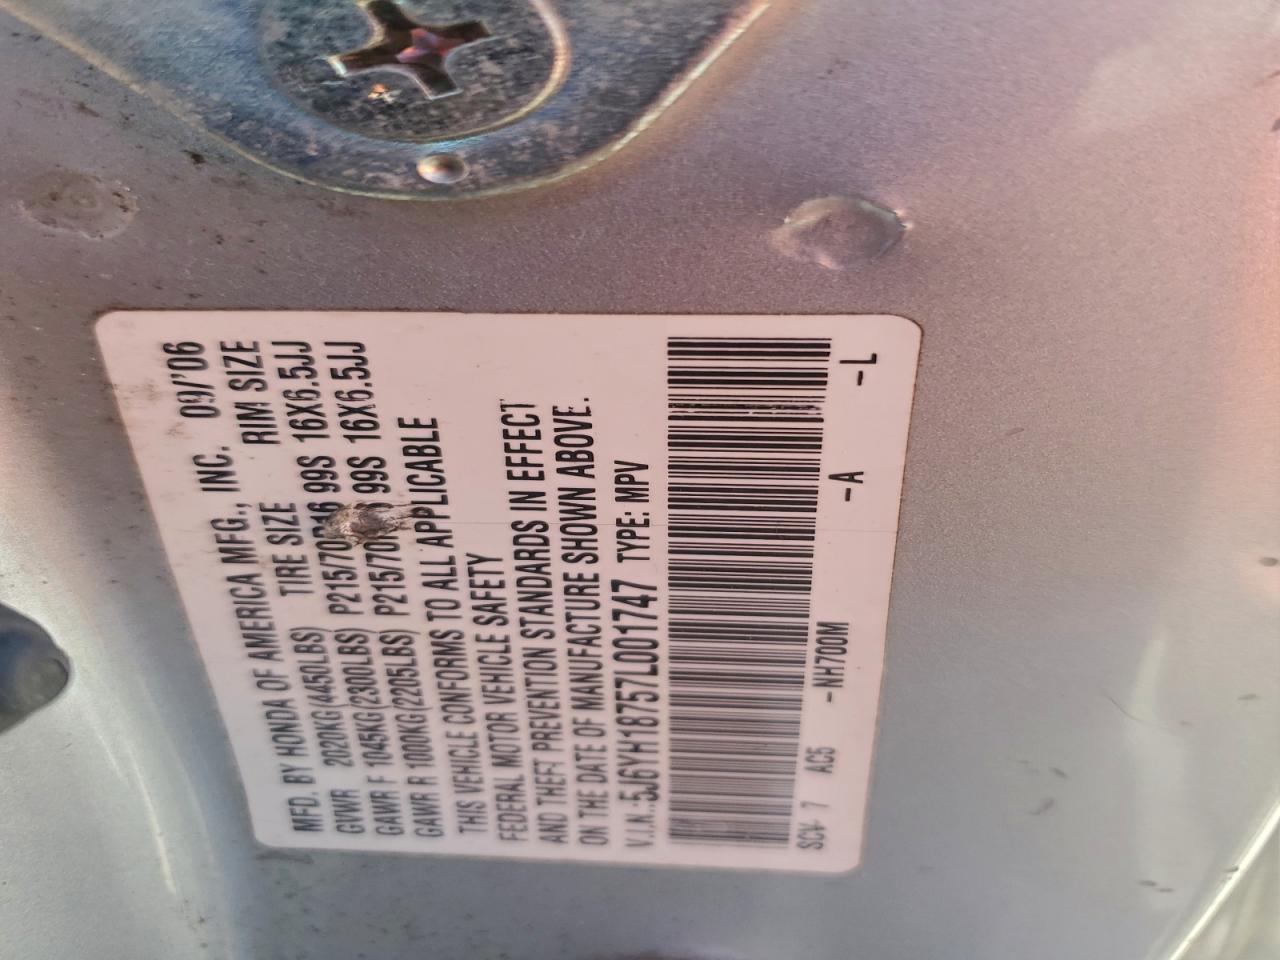 MFD. BY HONDA OF AMERICA MFG., INC. 09/'06
GVWR 2020KG(4450LBS) TIRE SIZE RIM SIZE
GAWR F 1045KG(2300LBS) P215/70R16 99S 16X6.5JJ
GAWR R 1000KG(2205LBS) P215/70 99S 16X6.5JJ
THIS VEHICLE CONFORMS TO ALL APPLICABLE
FEDERAL MOTOR VEHICLE SAFETY
AND THEFT PREVENTION STANDARDS IN EFFECT
ON THE DATE OF MANUFACTURE SHOWN ABOVE.
V.I.N.:5J6YH18757L001747 TYPE: MPV
SCV- 7 AC5 -NH700M -A -L